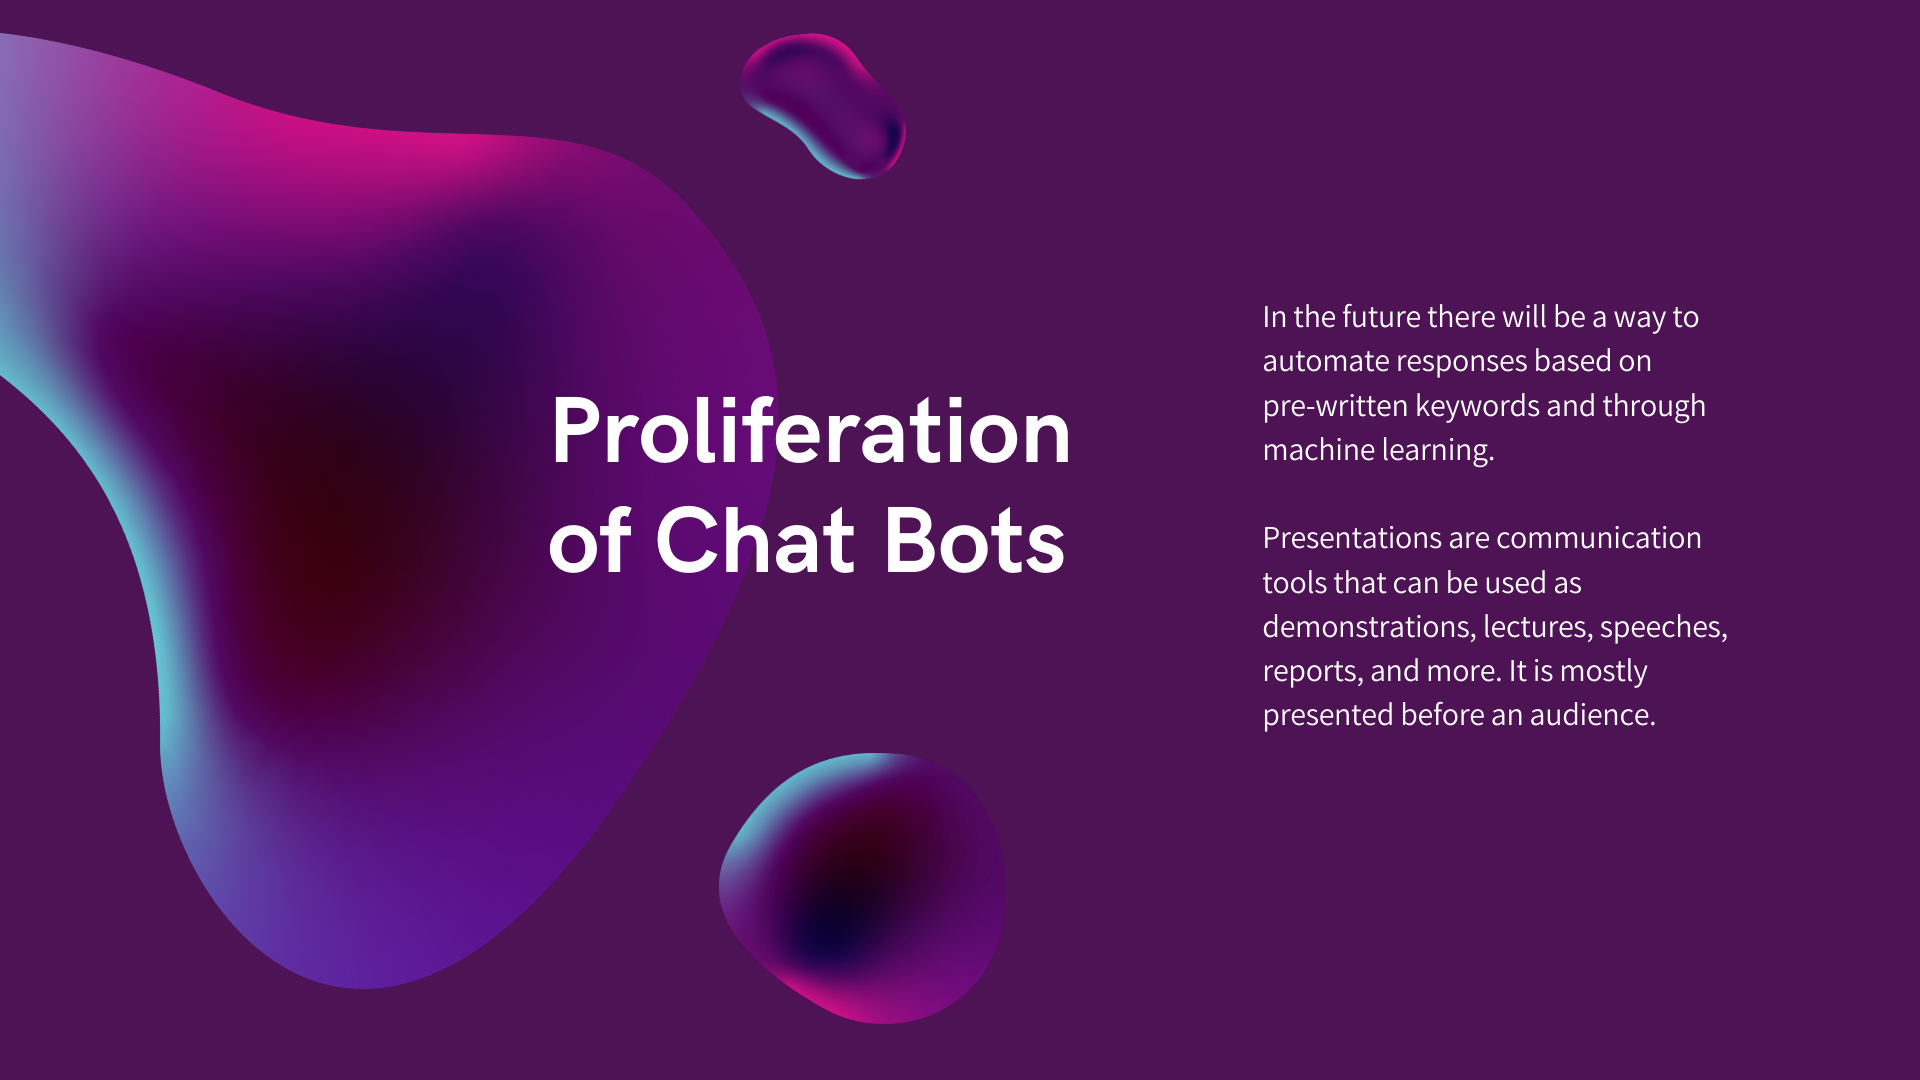 Proliferation
of Chat Bots
In the future there will be a way to
automate responses based on
pre-written keywords and through
machine learning.
Presentations are communication
tools that can be used as
demonstrations, lectures, speeches,
reports, and more. It is mostly
presented before an audience.